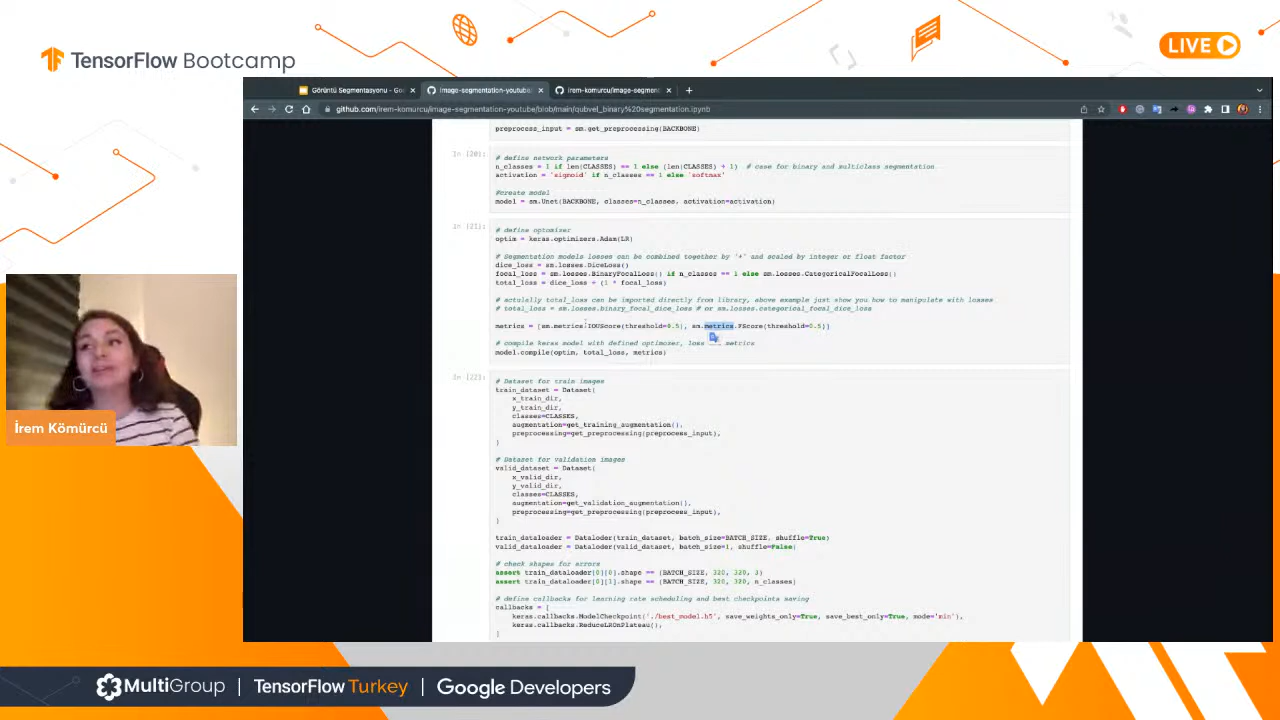 TensorFlow Bootcamp
LIVE
Görüntü Segmentasyonu - Goo
image-segmentation-youtube/
irem-komurcu/image-segment
github.com/irem-komurcu/image-segmentation-youtube/blob/main/qubvel_binary%20segmentation.ipynb
preprocess_input = sm.get_preprocessing(BACKBONE)
In [20]:
# define network parameters
n_classes = 1 if len(CLASSES) == 1 else (len(CLASSES) + 1)  # case for binary and multiclass segmentation
activation = 'sigmoid' if n_classes == 1 else 'softmax'
#create model
model = sm.Unet(BACKBONE, classes=n_classes, activation=activation)
In [21]:
# define optomizer
optim = keras.optimizers.Adam(LR)
# Segmentation models losses can be combined together by '+' and scaled by integer or float factor
dice_loss = sm.losses.DiceLoss()
focal_loss = sm.losses.BinaryFocalLoss() if n_classes == 1 else sm.losses.CategoricalFocalLoss()
total_loss = dice_loss + (1 * focal_loss)
# actulally total_loss can be imported directly from library, above example just show you how to manipulate with losses
# total_loss = sm.losses.binary_focal_dice_loss # or sm.losses.categorical_focal_dice_loss
metrics = [sm.metrics.IOUScore(threshold=0.5), sm.metrics.FScore(threshold=0.5)]
# compile keras model with defined optimozer, loss metrics
model.compile(optim, total_loss, metrics)
In [22]:
# Dataset for train images
train_dataset = Dataset(
x_train_dir,
y_train_dir,
classes=CLASSES,
augmentation=get_training_augmentation(),
preprocessing=get_preprocessing(preprocess_input),
)
# Dataset for validation images
valid_dataset = Dataset(
x_valid_dir,
y_valid_dir,
classes=CLASSES,
augmentation=get_validation_augmentation(),
preprocessing=get_preprocessing(preprocess_input),
)
train_dataloader = Dataloder(train_dataset, batch_size=BATCH_SIZE, shuffle=True)
valid_dataloader = Dataloder(valid_dataset, batch_size=1, shuffle=False)
# check shapes for errors
assert train_dataloader[0][0].shape == (BATCH_SIZE, 320, 320, 3)
assert train_dataloader[0][1].shape == (BATCH_SIZE, 320, 320, n_classes)
# define callbacks for learning rate scheduling and best checkpoints saving
callbacks = [
keras.callbacks.ModelCheckpoint('./best_model.h5', save_weights_only=True, save_best_only=True, mode='min'),
keras.callbacks.ReduceLROnPlateau(),
]
İrem Kömürcü
MultiGroup | TensorFlow Turkey | Google Developers